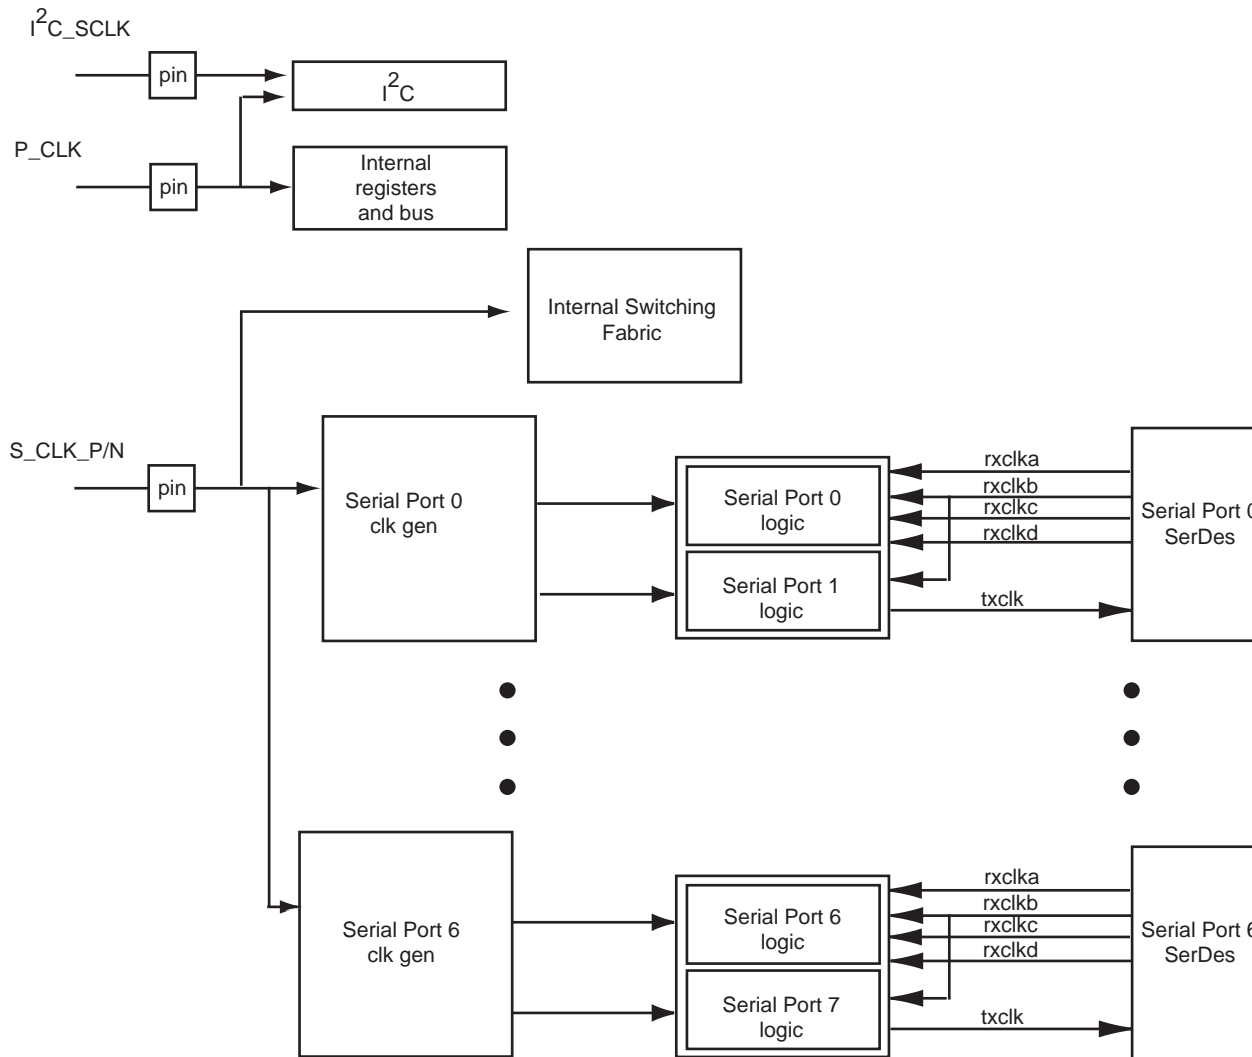 I2C_SCLK
pin
I2C
P_CLK
pin
Internal
registers
and bus
Internal Switching
Fabric
S_CLK_P/N
pin
Serial Port 0
clk gen
Serial Port 0
logic
Serial Port 1
logic
rxclka
rxclkb
rxclkc
rxclkd
txclk
Serial Port 0
SerDes
Serial Port 6
clk gen
Serial Port 6
logic
Serial Port 7
logic
rxclka
rxclkb
rxclkc
rxclkd
txclk
Serial Port 6
SerDes